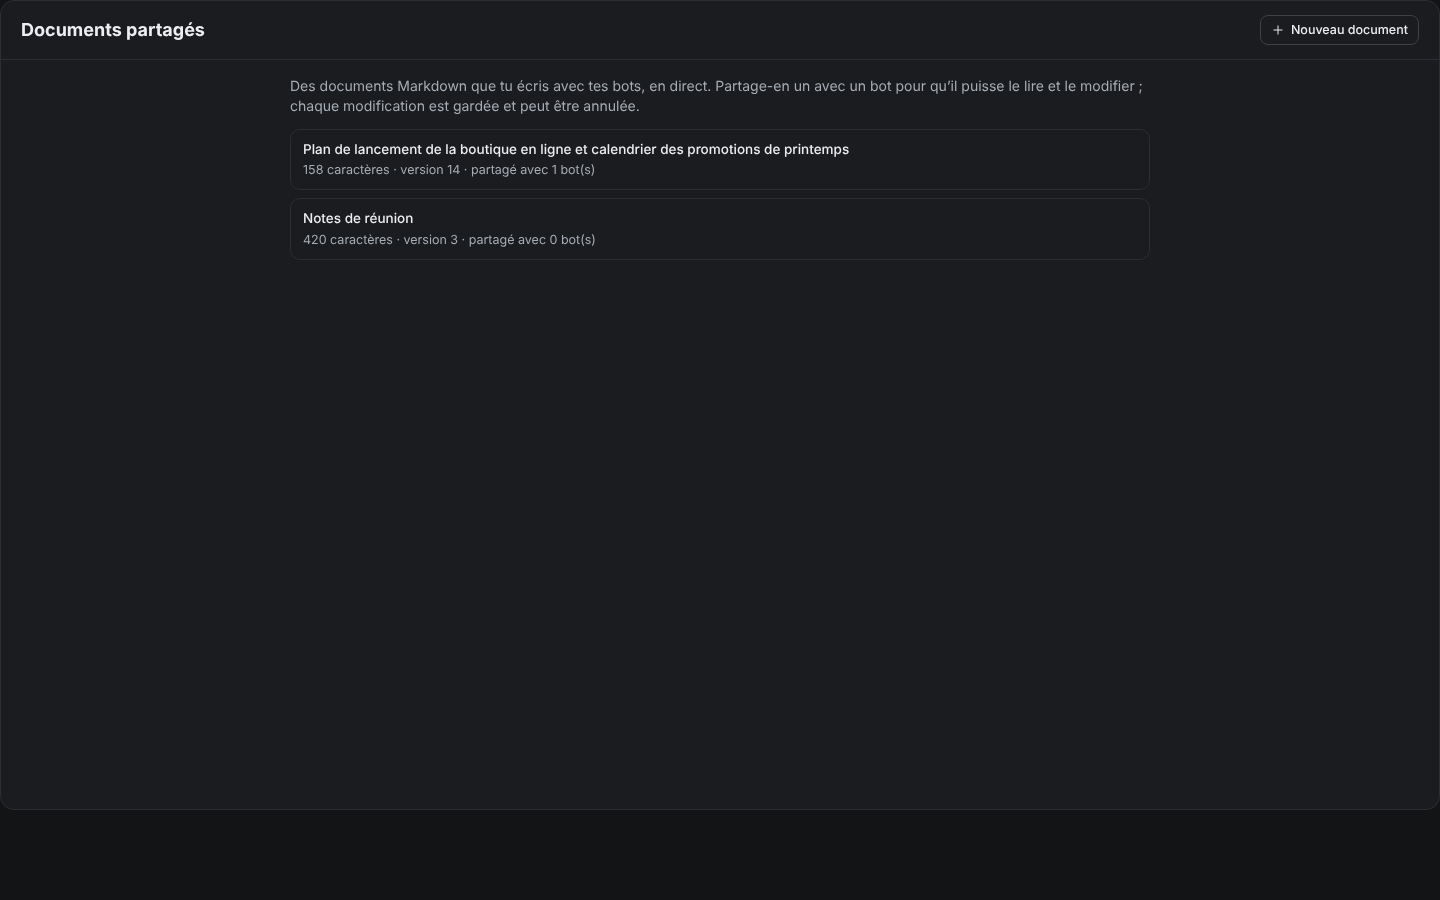 Documents partagés
Nouveau document
Des documents Markdown que tu écris avec tes bots, en direct. Partage-en un avec un bot pour qu’il puisse le lire et le modifier ;
chaque modification est gardée et peut être annulée.
Plan de lancement de la boutique en ligne et calendrier des promotions de printemps
158 caractères · version 14 · partagé avec 1 bot(s)
Notes de réunion
420 caractères · version 3 · partagé avec 0 bot(s)